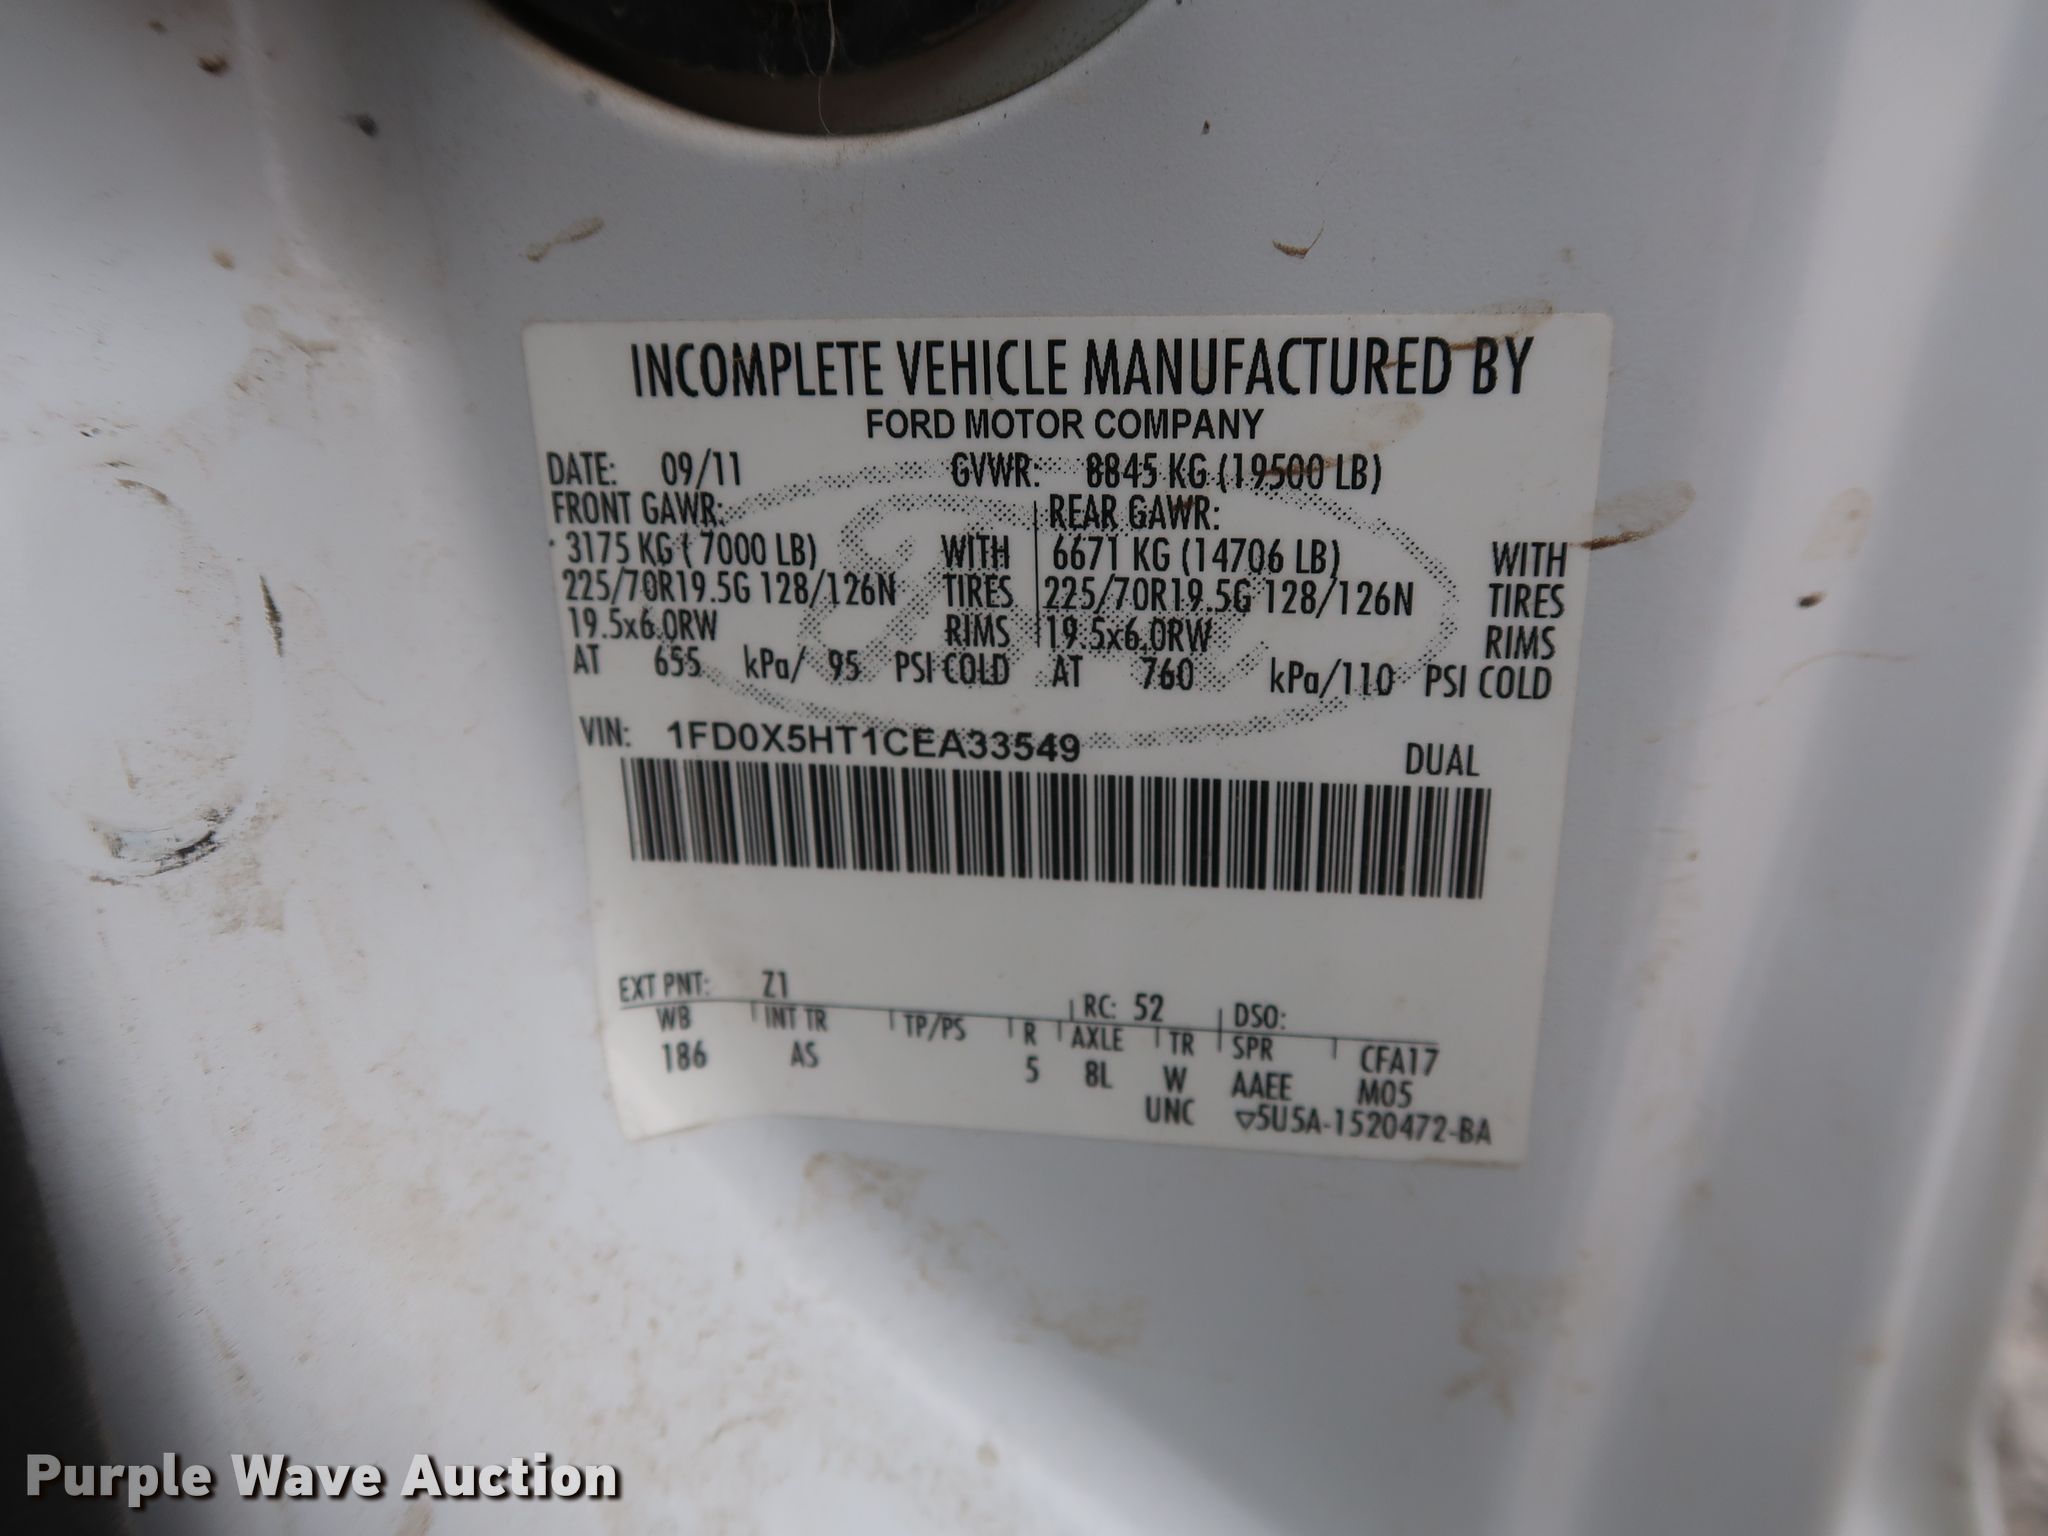 INCOMPLETE VEHICLE MANUFACTURED BY
FORD MOTOR COMPANY
DATE: 09/11 GVWR: 8845 KG (19500 LB)
FRONT GAWR: REAR GAWR:
3175 KG ( 7000 LB) WITH 6671 KG (14706 LB) WITH
225/70R19.5G 128/126N TIRES 225/70R19.5G 128/126N TIRES
19.5x6.0RW RIMS 19.5x6.0RW RIMS
AT 655 kPa/ 95 PSI COLD AT 760 kPa/110 PSI COLD
VIN: 1FD0X5HT1CEA33549 DUAL
EXT PNT: Z1 RC: 52 DSO:
WB INT TR TP/PS R AXLE TR SPR CFA17
186 AS 5 8L W AAEE M05
UNC ▽5U5A-1520472-BA
Purple Wave Auction